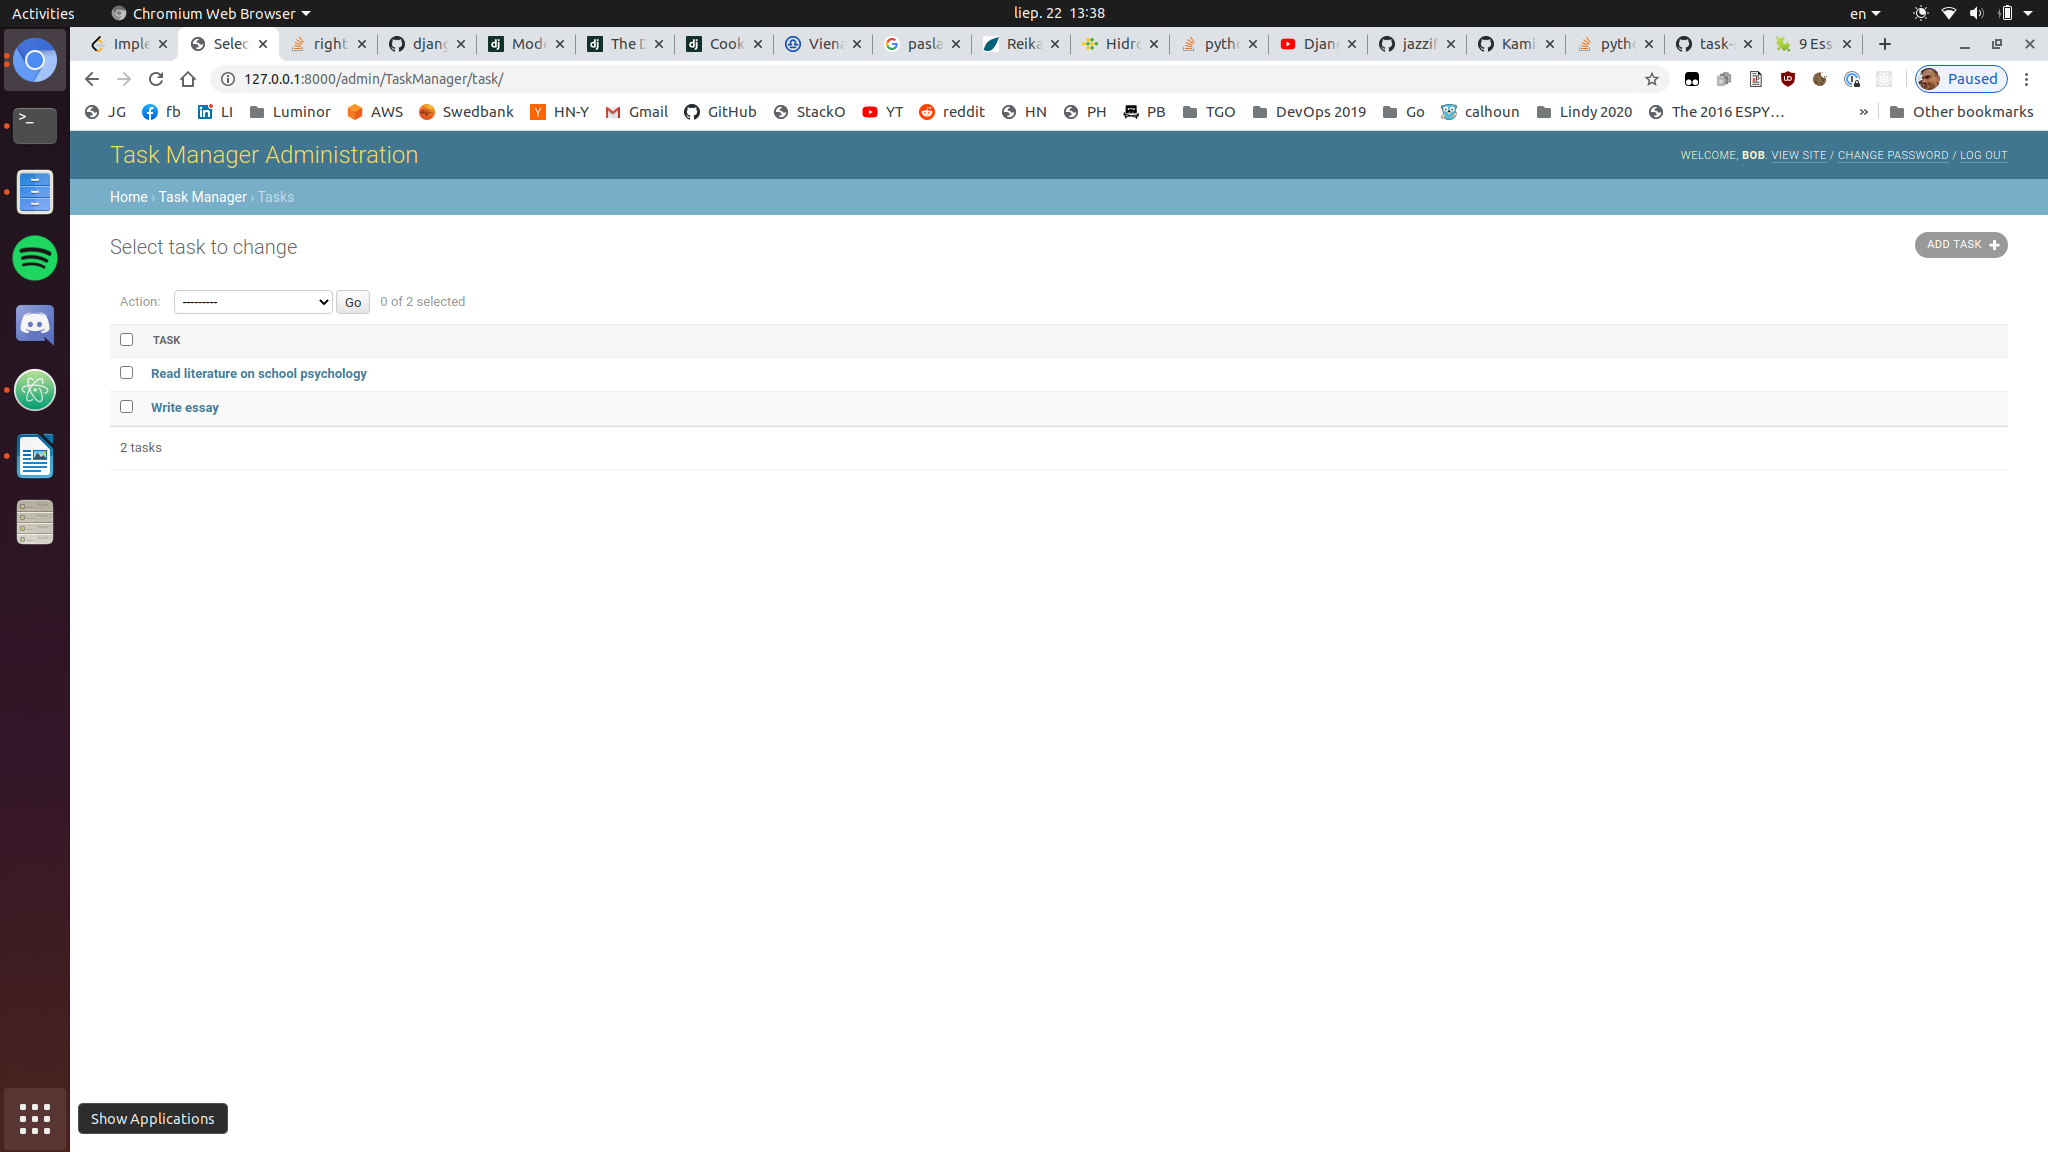 Activities Chromium Web Browser liep. 22 13:38 en
Imple Selec right djang Mode The D Cook Viena pasla Reika Hidro pytho Djang jazzif Kami pytho task- 9 Ess
127.0.0.1:8000/admin/TaskManager/task/ Paused
JG fb LI Luminor AWS Swedbank HN-Y Gmail GitHub StackO YT reddit HN PH PB TGO DevOps 2019 Go calhoun Lindy 2020 The 2016 ESPY… » Other bookmarks
Task Manager Administration WELCOME, BOB. VIEW SITE / CHANGE PASSWORD / LOG OUT
Home › Task Manager › Tasks
Select task to change ADD TASK +
Action: --------- Go 0 of 2 selected
TASK
Read literature on school psychology
Write essay
2 tasks
Show Applications